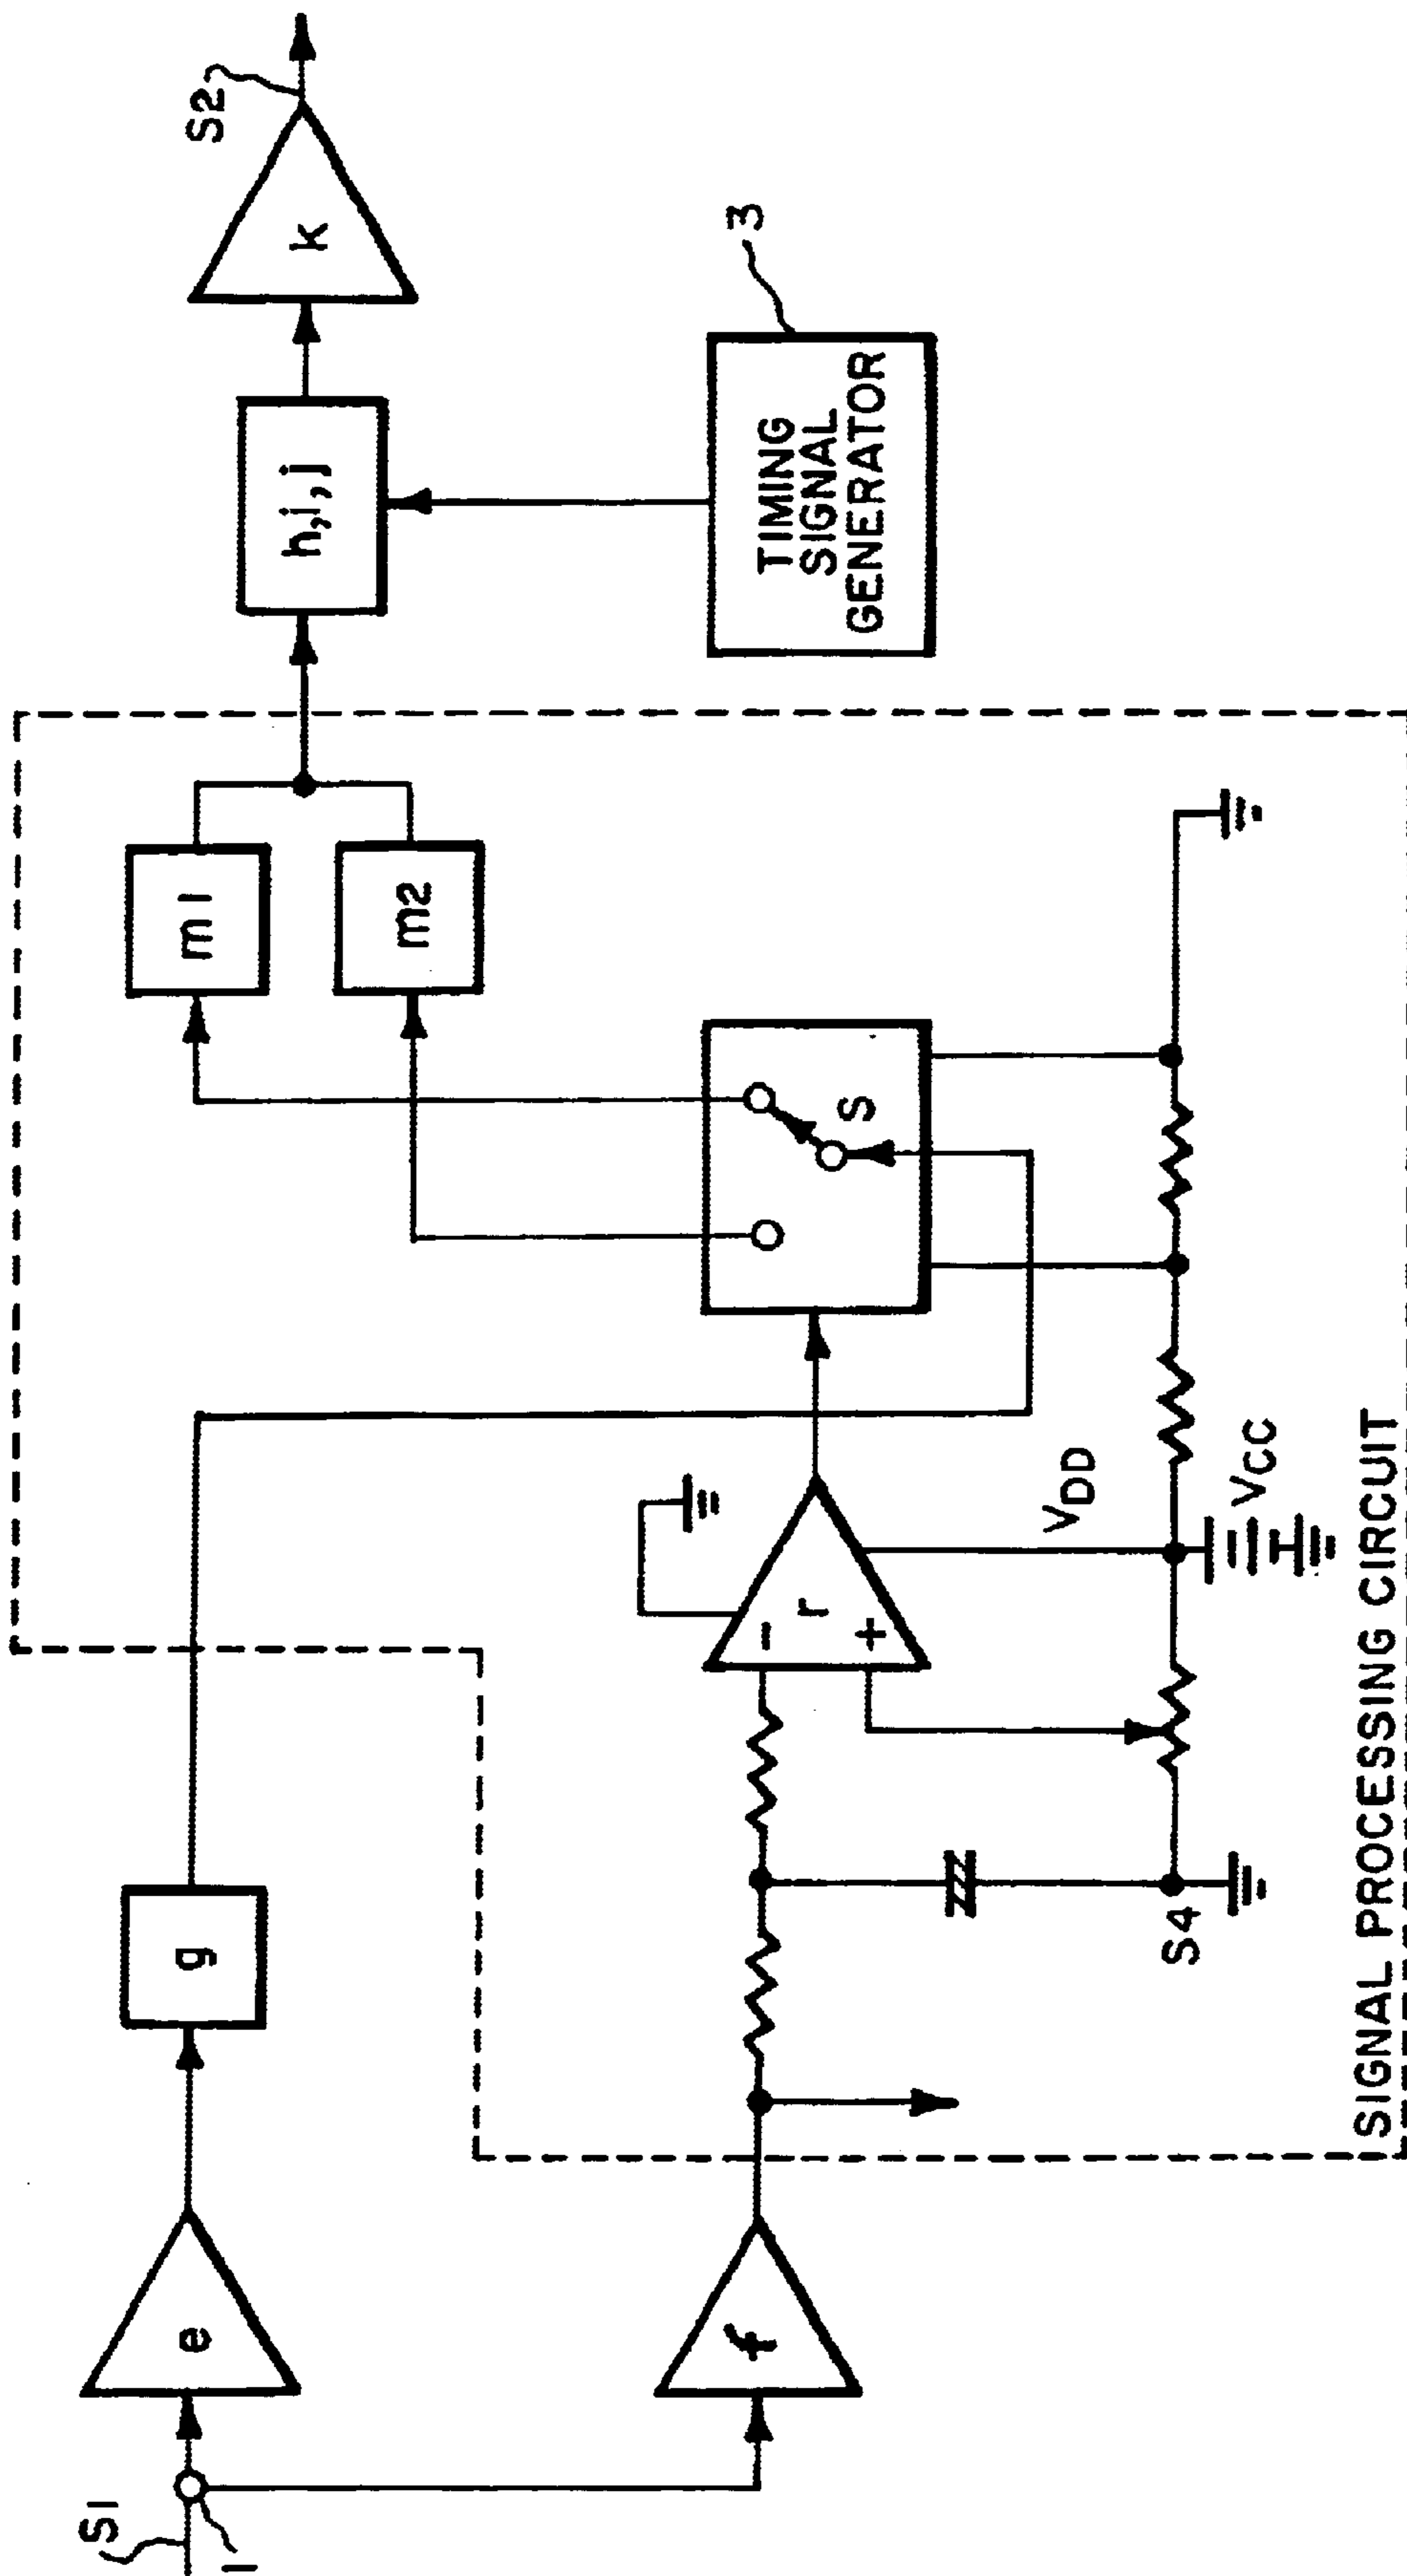 S1
1
e
f
g
-
+
r
S
m1
m2
h,i,j
k
S2
3
TIMING
SIGNAL
GENERATOR
VDD
VCC
S4
SIGNAL PROCESSING CIRCUIT